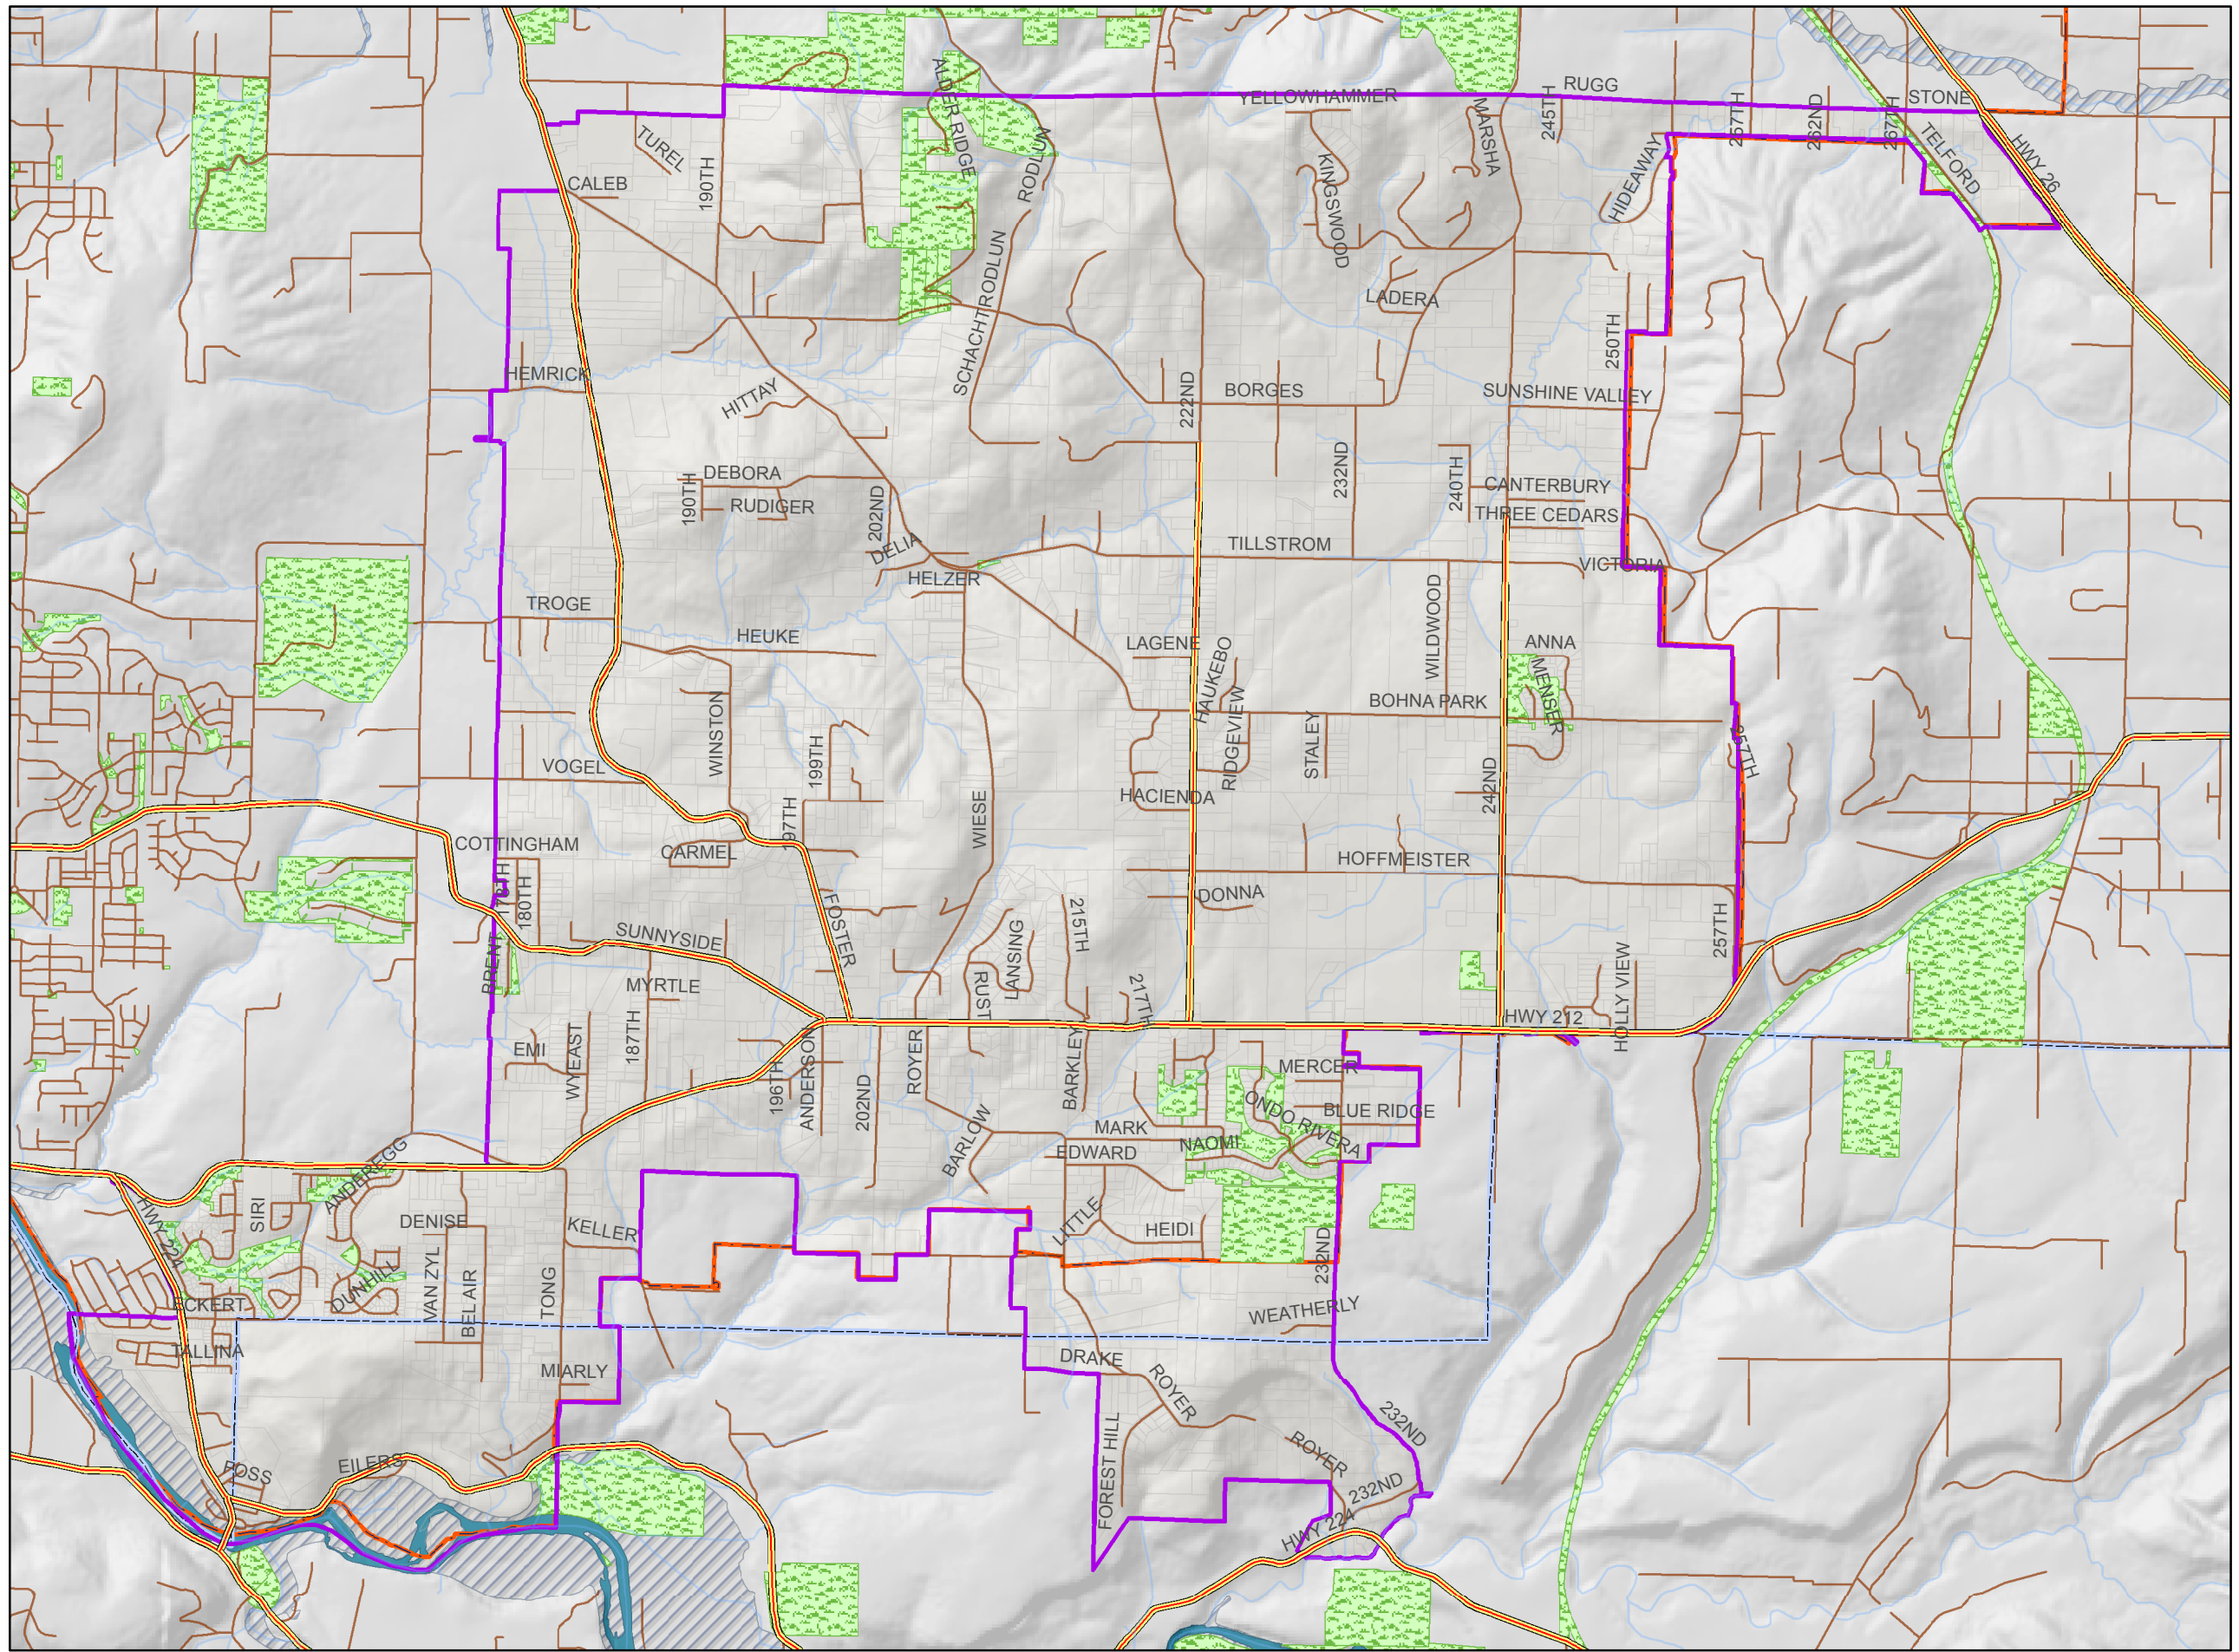 RUGG
YELLOWHAMMER
STONE
ALDER RIDGE
MARSHA
245TH
257TH
262ND
267TH
TELFORD
HWY 26
TUREL
CALEB
190TH
RODLUN
KINGSWOOD
HIDEAWAY
SCHACHT RODLUN
LADERA
250TH
HEMRICK
HITTAY
222ND
BORGES
SUNSHINE VALLEY
DEBORA
190TH
RUDIGER
202ND
232ND
240TH
CANTERBURY
THREE CEDARS
DELIA
TILLSTROM
HELZER
VICTORIA
TROGE
HEUKE
WILDWOOD
LAGENE
HAUKEBO
ANNA
MENSER
WINSTON
BOHNA PARK
RIDGEVIEW
STALEY
257TH
199TH
VOGEL
HACIENDA
242ND
197TH
WIESE
COTTINGHAM
CARMEL
HOFFMEISTER
178TH
180TH
DONNA
FOSTER
215TH
257TH
SUNNYSIDE
LANSING
BRENT
MYRTLE
RUST
217TH
HOLLY VIEW
HWY 212
EMI
WYEAST
187TH
196TH
ANDERSON
202ND
ROYER
BARKLEY
MERCER
ONDO RIVERA
BLUE RIDGE
BARLOW
MARK
NAOMI
EDWARD
ANDEREGG
HWY 224
SIRI
DENISE
KELLER
LITTLE
HEIDI
232ND
DUNHILL
VAN ZYL
BEL AIR
TONG
ECKERT
WEATHERLY
TALLINA
MIARLY
DRAKE
ROYER
232ND
FOREST HILL
ROYER
FOSS
EILERS
232ND
HWY 224